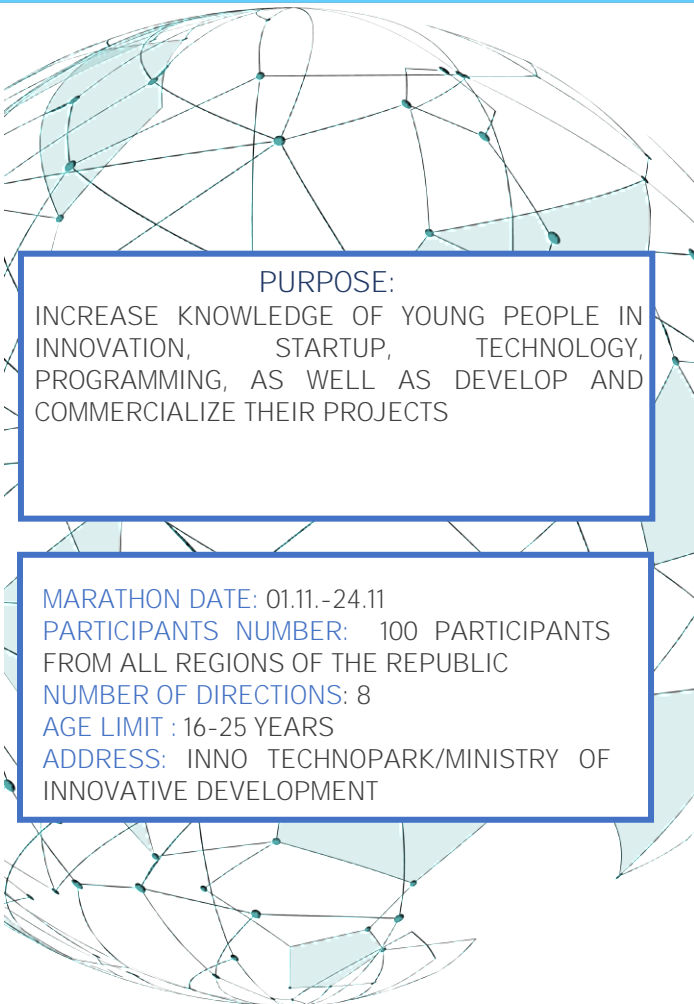 PURPOSE:
INCREASE KNOWLEDGE OF YOUNG PEOPLE IN
INNOVATION, STARTUP, TECHNOLOGY,
PROGRAMMING, AS WELL AS DEVELOP AND
COMMERCIALIZE THEIR PROJECTS
MARATHON DATE: 01.11.-24.11
PARTICIPANTS NUMBER: 100 PARTICIPANTS
FROM ALL REGIONS OF THE REPUBLIC
NUMBER OF DIRECTIONS: 8
AGE LIMIT : 16-25 YEARS
ADDRESS: INNO TECHNOPARK/MINISTRY OF
INNOVATIVE DEVELOPMENT